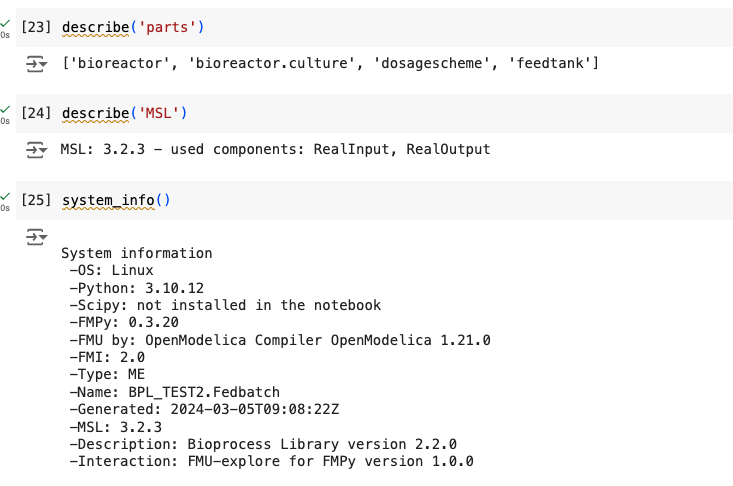 [23] describe('parts')
0s
['bioreactor', 'bioreactor.culture', 'dosagescheme', 'feedtank']
[24] describe('MSL')
0s
MSL: 3.2.3 - used components: RealInput, RealOutput
[25] system_info()
0s
System information
-OS: Linux
-Python: 3.10.12
-Scipy: not installed in the notebook
-FMPy: 0.3.20
-FMU by: OpenModelica Compiler OpenModelica 1.21.0
-FMI: 2.0
-Type: ME
-Name: BPL_TEST2.Fedbatch
-Generated: 2024-03-05T09:08:22Z
-MSL: 3.2.3
-Description: Bioprocess Library version 2.2.0
-Interaction: FMU-explore for FMPy version 1.0.0